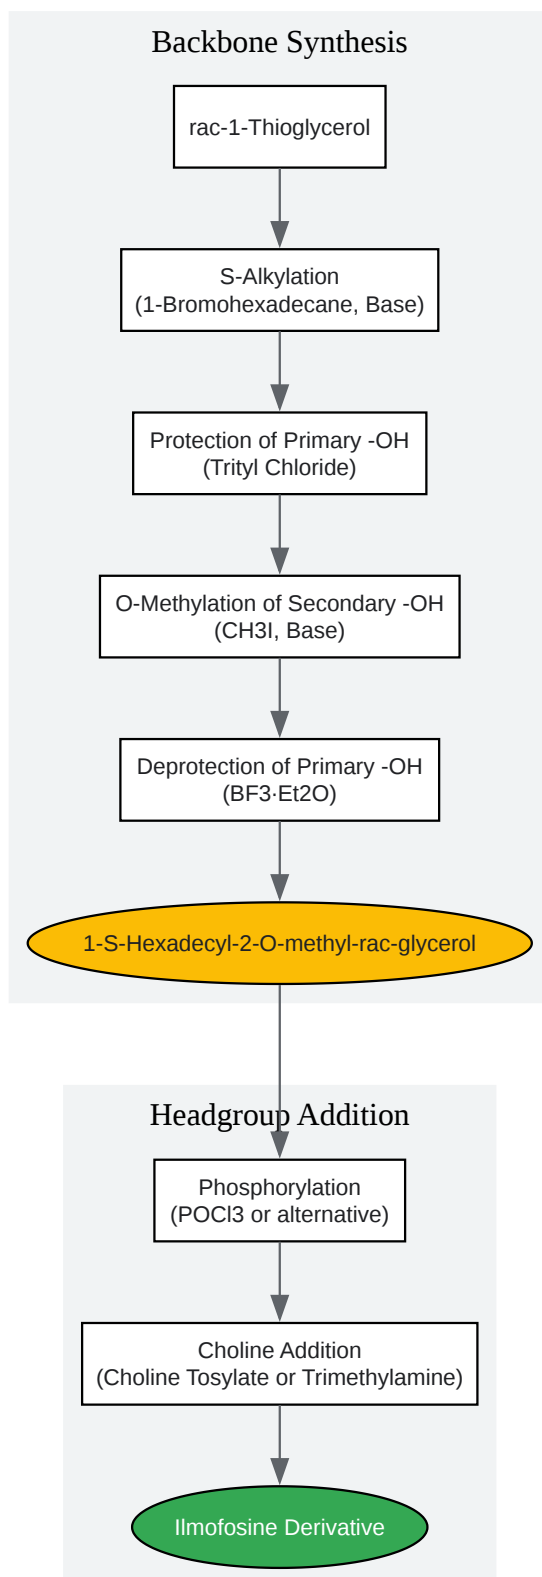 Backbone Synthesis
rac-1-Thioglycerol
S-Alkylation
(1-Bromohexadecane, Base)
Protection of Primary -OH
(Trityl Chloride)
O-Methylation of Secondary -OH
(CH3I, Base)
Deprotection of Primary -OH
(BF3·Et2O)
1-S-Hexadecyl-2-O-methyl-rac-glycerol
Headgroup Addition
Phosphorylation
(POCl3 or alternative)
Choline Addition
(Choline Tosylate or Trimethylamine)
Ilmofosine Derivative